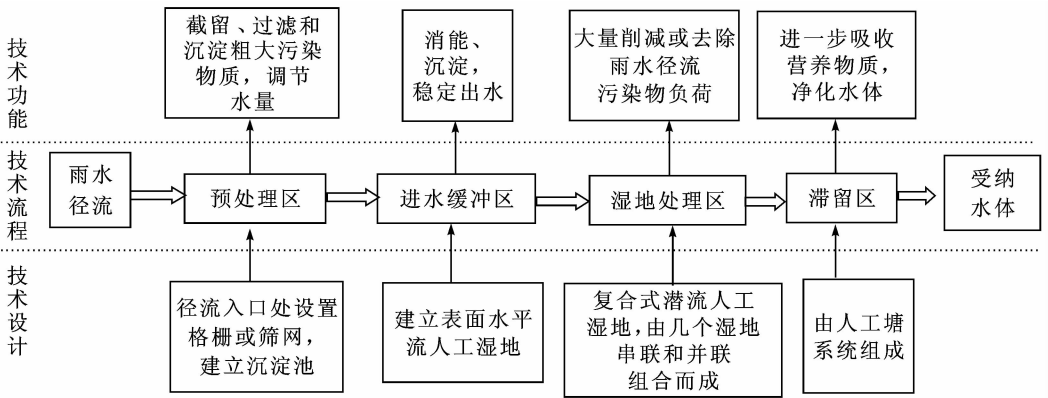 技术功能
截留、过滤和
沉淀粗大污染
物质，调节
水量
消能、
沉淀，
稳定出水
大量削减或去除
雨水径流
污染物负荷
进一步吸收
营养物质，
净化水体
技术流程
雨水
径流
预处理区
进水缓冲区
湿地处理区
滞留区
受纳
水体
技术设计
径流入口处设置
格栅或筛网，
建立沉淀池
建立表面水平
流人工湿地
复合式潜流人工
湿地，由几个湿地
串联和并联
组合而成
由人工塘
系统组成